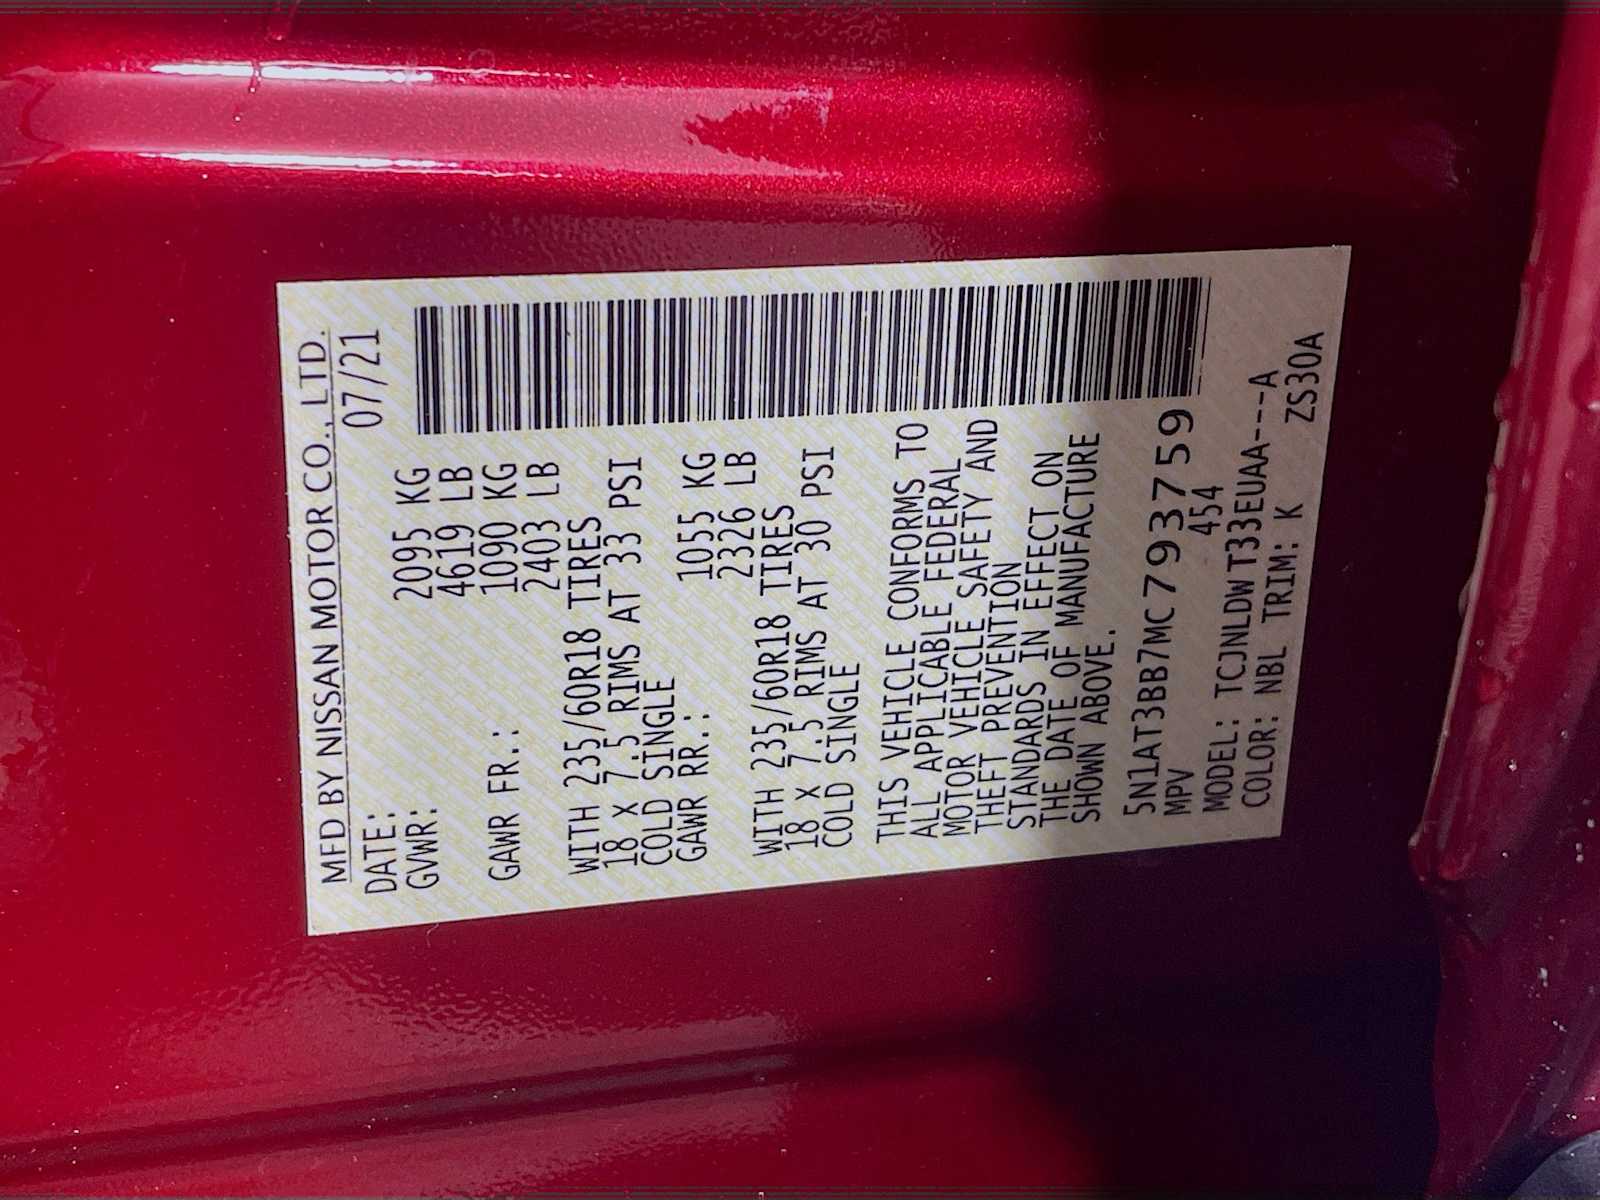 MFD BY NISSAN MOTOR CO., LTD.
DATE: 07/21
GVWR: 2095 KG
4619 LB
GAWR FR.: 1090 KG
2403 LB
WITH 235/60R18 TIRES
18 X 7.5 RIMS AT 33 PSI
COLD SINGLE
GAWR RR.: 1055 KG
2326 LB
WITH 235/60R18 TIRES
18 X 7.5 RIMS AT 30 PSI
COLD SINGLE
THIS VEHICLE CONFORMS TO
ALL APPLICABLE FEDERAL
MOTOR VEHICLE SAFETY AND
THEFT PREVENTION
STANDARDS IN EFFECT ON
THE DATE OF MANUFACTURE
SHOWN ABOVE.
5N1AT3BB7MC793759
MPV 454
MODEL: TCJNLDWT33EUAA---A
COLOR: NBL TRIM: K ZS30A